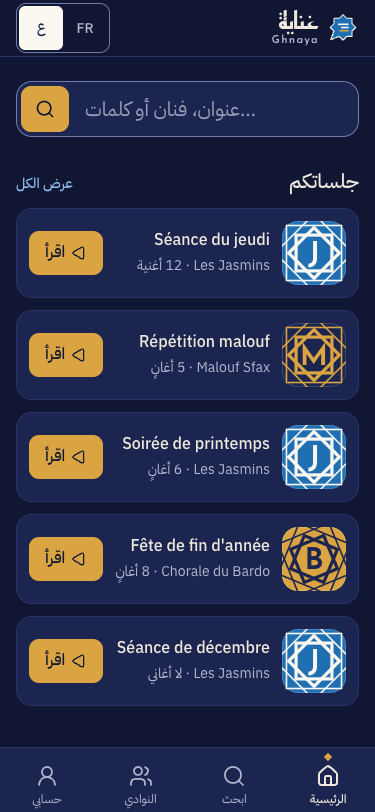 غناية
Ghnaya
FR
ع
عنوان، فنان أو كلمات...
جلساتكم
عرض الكل
J
Séance du jeudi
Les Jasmins · 12 أغنية
اقرأ
M
Répétition malouf
Malouf Sfax · 5 أغانٍ
اقرأ
J
Soirée de printemps
Les Jasmins · 6 أغانٍ
اقرأ
B
Fête de fin d'année
Chorale du Bardo · 8 أغانٍ
اقرأ
J
Séance de décembre
Les Jasmins · لا أغاني
اقرأ
الرئيسية
ابحث
النوادي
حسابي